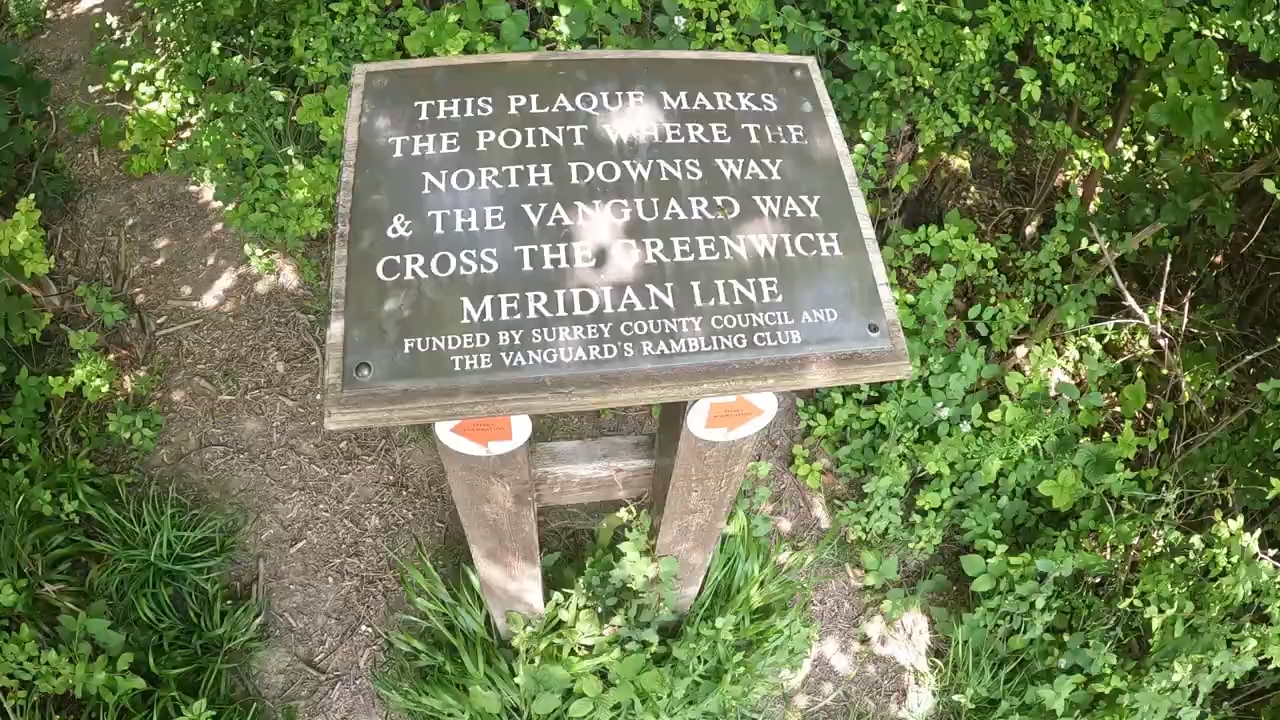 THIS PLAQUE MARKS
THE POINT WHERE THE
NORTH DOWNS WAY
& THE VANGUARD WAY
CROSS THE GREENWICH
MERIDIAN LINE
FUNDED BY SURREY COUNTY COUNCIL AND
THE VANGUARD'S RAMBLING CLUB